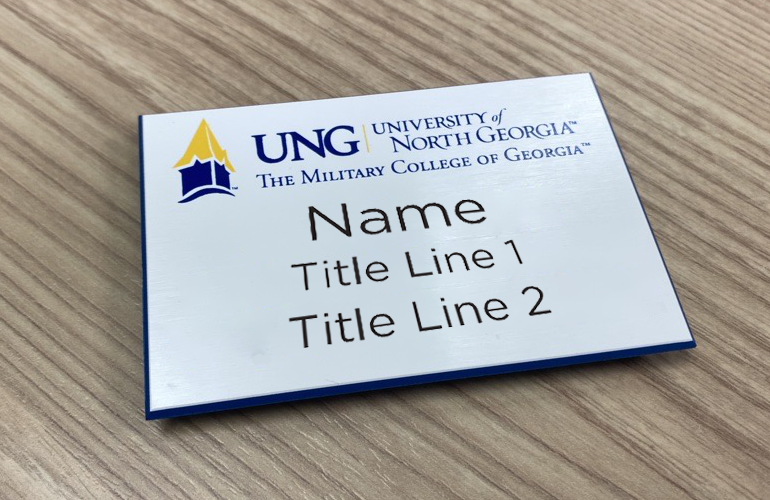 UNG UNIVERSITY of
NORTH GEORGIA™
THE MILITARY COLLEGE OF GEORGIA™
Name
Title Line 1
Title Line 2